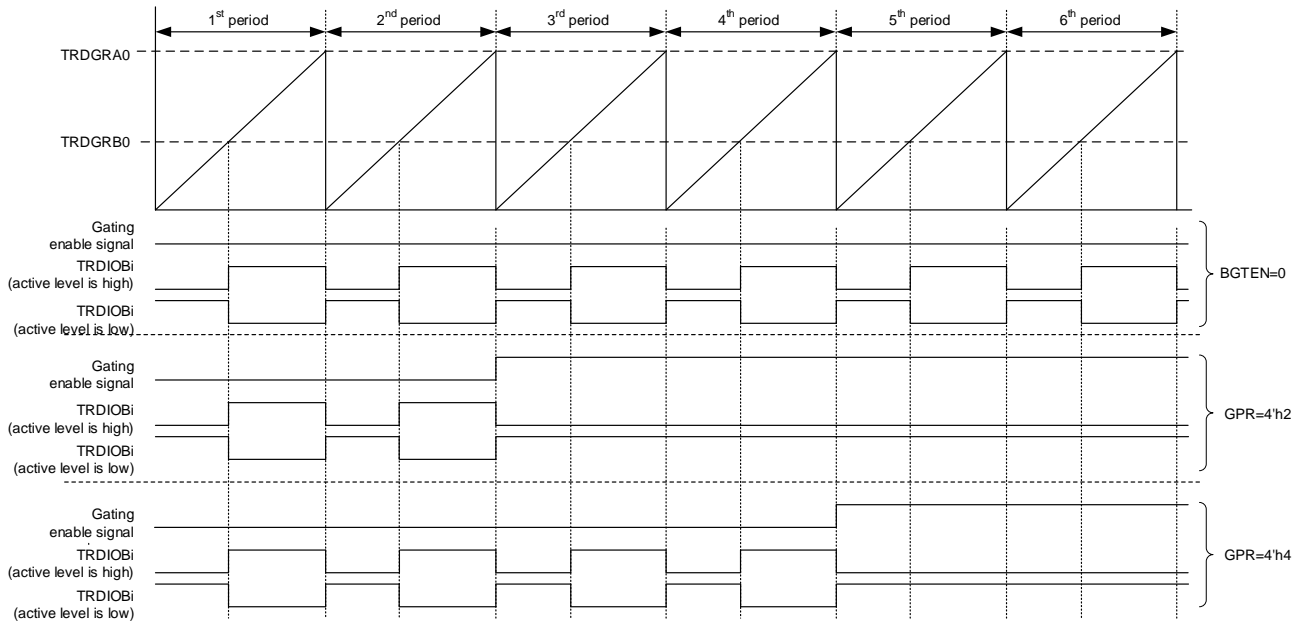 1st period
2nd period
3rd period
4th period
5th period
6th period
TRDGRA0
TRDGRB0
Gating
enable signal
TRDIOBi
(active level is high)
TRDIOBi
(active level is low)
BGTEN=0
Gating
enable signal
TRDIOBi
(active level is high)
TRDIOBi
(active level is low)
GPR=4'h2
Gating
enable signal
TRDIOBi
(active level is high)
TRDIOBi
(active level is low)
GPR=4'h4